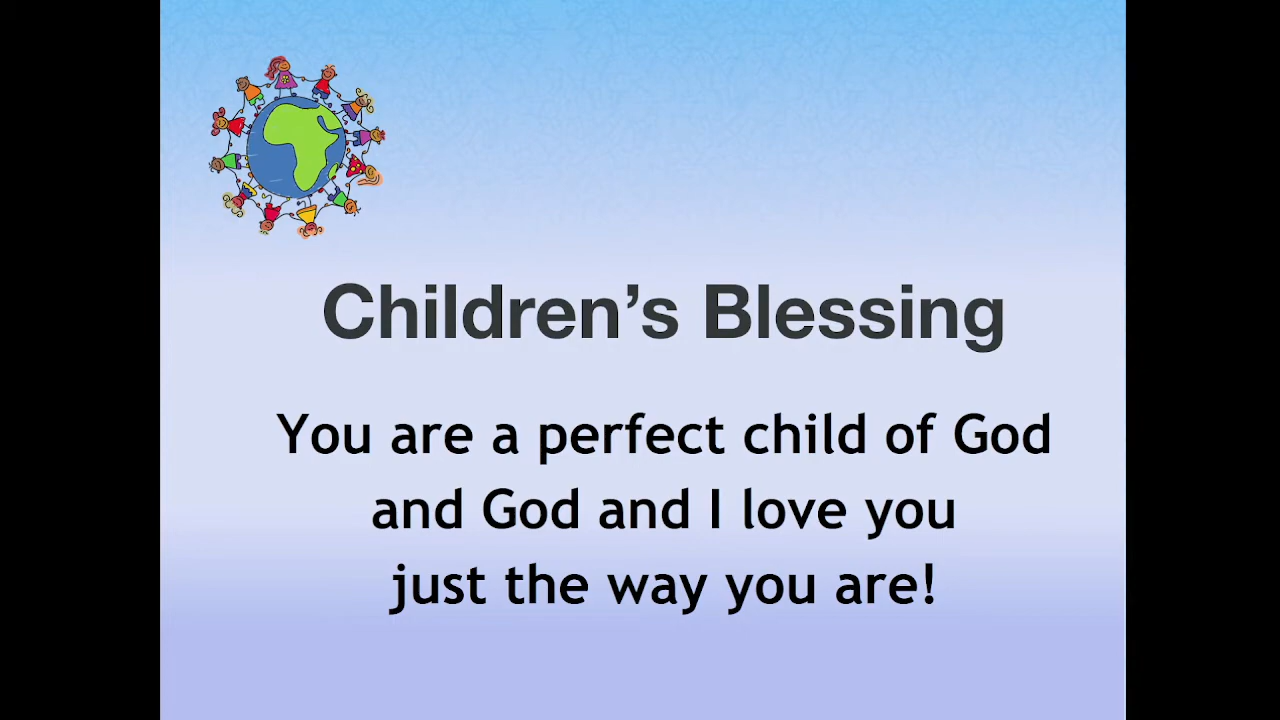 Children’s Blessing
You are a perfect child of God
and God and I love you
just the way you are!